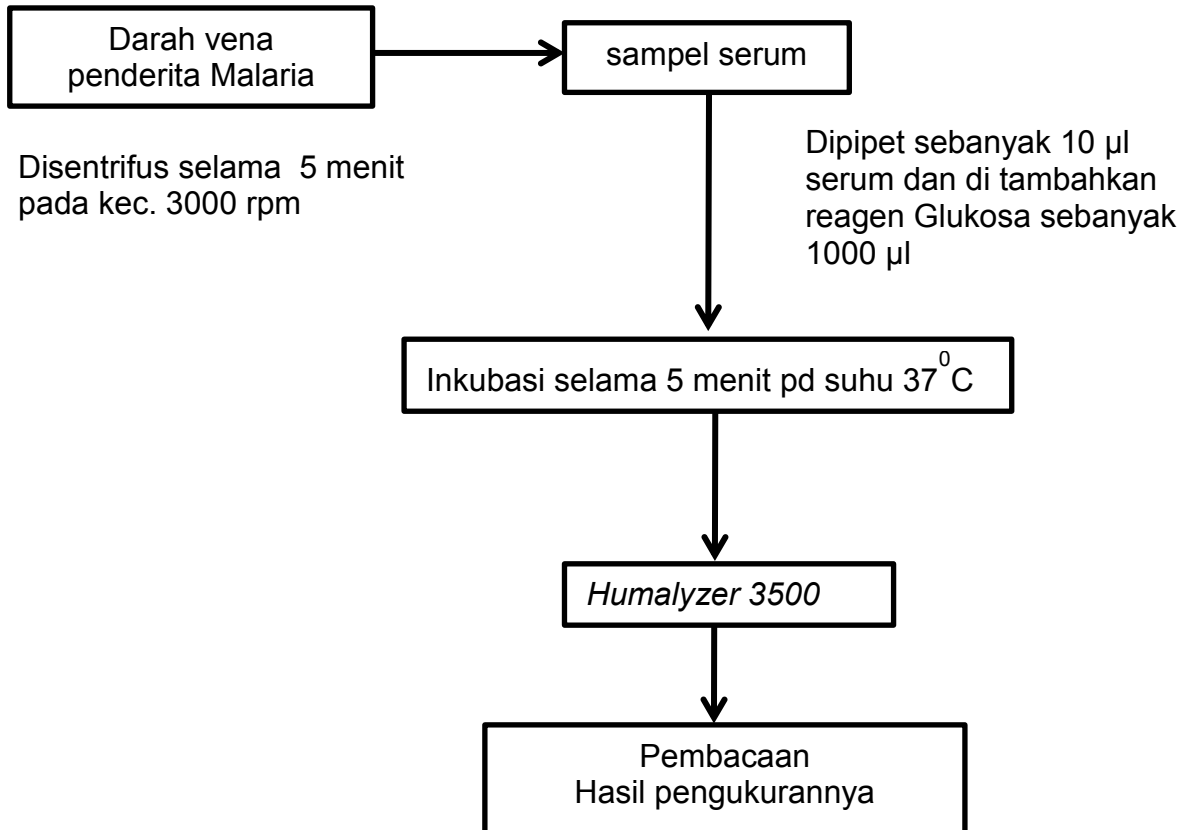 Darah vena
penderita Malaria
sampel serum
Disentrifus selama 5 menit
pada kec. 3000 rpm
Dipipet sebanyak 10 µl
serum dan di tambahkan
reagen Glukosa sebanyak
1000 µl
Inkubasi selama 5 menit pd suhu 37⁰C
Humalyzer 3500
Pembacaan
Hasil pengukurannya